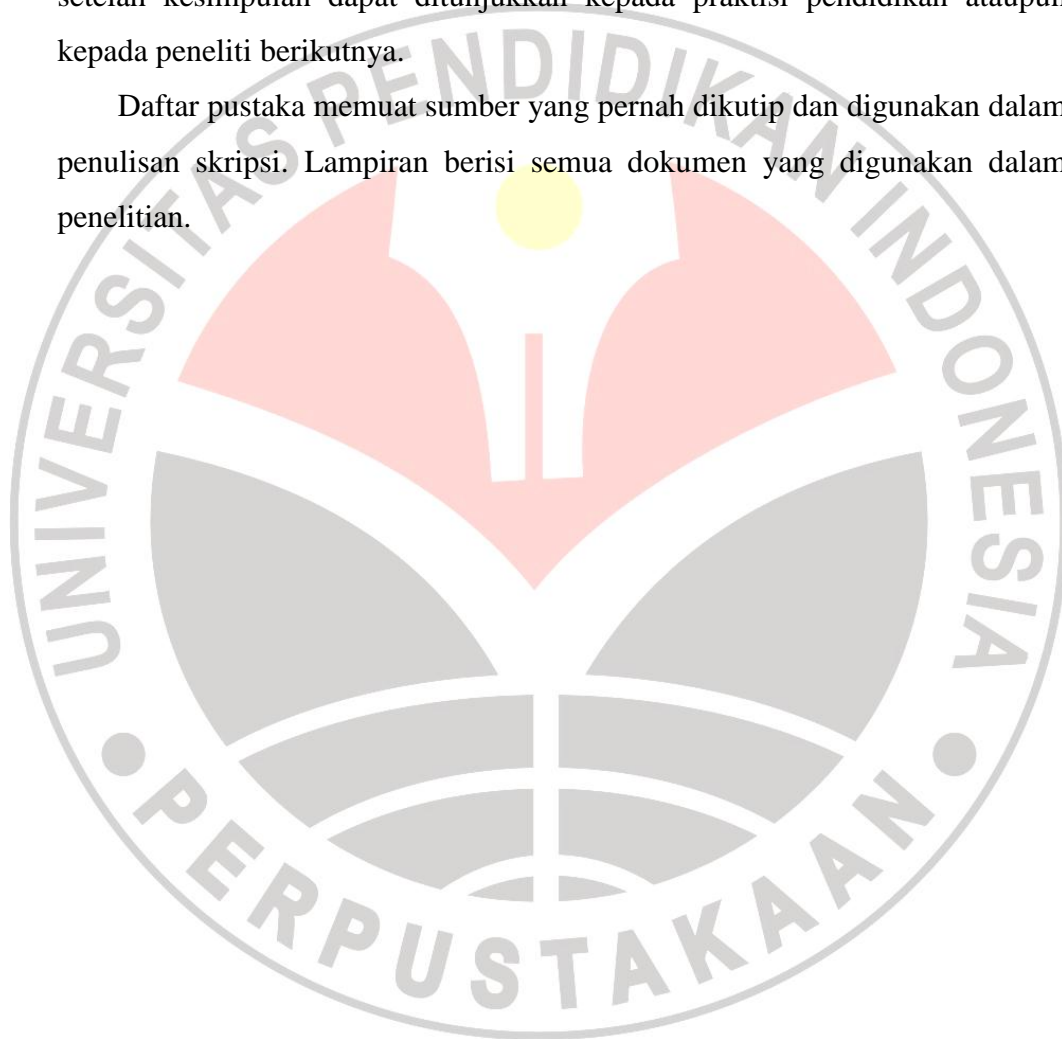 setelah kesimpulan dapat ditunjukkan kepada praktisi pendidikan ataupun
kepada peneliti berikutnya.
Daftar pustaka memuat sumber yang pernah dikutip dan digunakan dalam
penulisan skripsi. Lampiran berisi semua dokumen yang digunakan dalam
penelitian.
UNIVERSITAS PENDIDIKAN INDONESIA
PERPUSTAKAAN